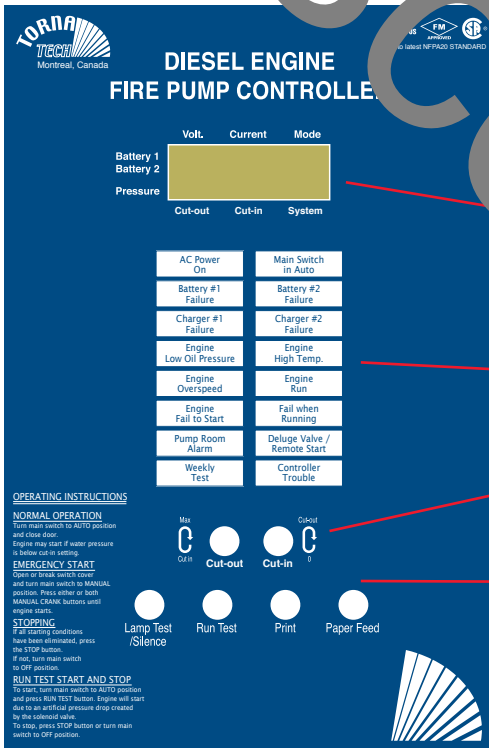 TORNA
TECH
Montreal, Canada
US
FM
APPROVED
to latest NFPA20 STANDARD
DIESEL ENGINE
FIRE PUMP CONTROLLE
Volt. Current Mode
Battery 1
Battery 2
Pressure
Cut-out Cut-in System
AC Power
On
Main Switch
in Auto
Battery #1
Failure
Battery #2
Failure
Charger #1
Failure
Charger #2
Failure
Engine
Low Oil Pressure
Engine
High Temp.
Engine
Overspeed
Engine
Run
Engine
Fail to Start
Fail when
Running
Pump Room
Alarm
Deluge Valve /
Remote Start
Weekly
Test
Controller
Trouble
Max
Cut in
Cut-out
Cut-in
Cut-out
0
Lamp Test
/Silence
Run Test
Print
Paper Feed
OPERATING INSTRUCTIONS
NORMAL OPERATION
Turn main switch to AUTO position
and close door.
Engine may start if water pressure
is below cut-in setting.
EMERGENCY START
Open or break switch cover
and turn main switch to MANUAL
position. Press either or both
MANUAL CRANK buttons until
engine starts.
STOPPING
If all starting conditions
have been eliminated, press
the STOP button.
If not, turn main switch
to OFF position.
RUN TEST START AND STOP
To start, turn main switch to AUTO position
and press RUN TEST button. Engine will start
due to an artificial pressure drop created
by the solenoid valve.
To stop, press STOP button or turn main
switch to OFF position.